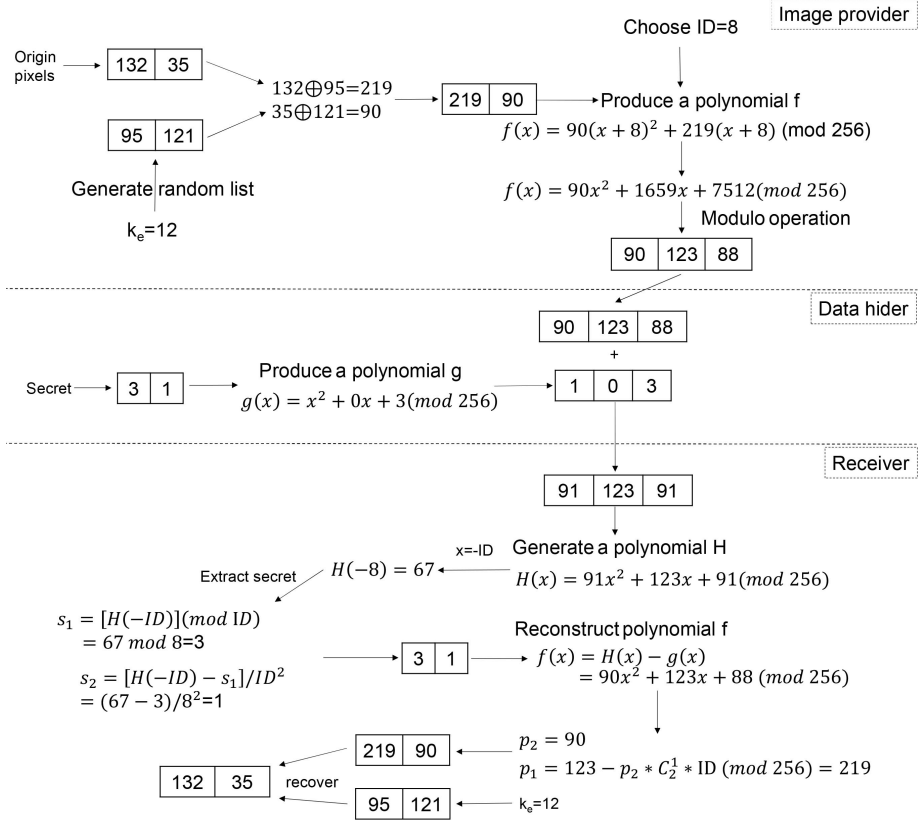 Image provider
Choose ID=8
Origin pixels
132 35
132⊕95=219
35⊕121=90
219 90
Produce a polynomial f
f(x) = 90(x + 8)² + 219(x + 8) (mod 256)
95 121
Generate random list
kₑ=12
f(x) = 90x² + 1659x + 7512(mod 256)
Modulo operation
90 123 88
Data hider
90 123 88
+
Secret
3 1
Produce a polynomial g
g(x) = x² + 0x + 3(mod 256)
1 0 3
Receiver
91 123 91
Generate a polynomial H
H(x) = 91x² + 123x + 91(mod 256)
x=-ID
H(−8) = 67
Extract secret
s₁ = [H(−ID)](mod ID)
= 67 mod 8=3
s₂ = [H(−ID) − s₁]/ID²
= (67 − 3)/8²=1
3 1
Reconstruct polynomial f
f(x) = H(x) − g(x)
= 90x² + 123x + 88 (mod 256)
p₂ = 90
p₁ = 123 − p₂ ∗ C₂¹ ∗ ID (mod 256) = 219
219 90
132 35
recover
95 121
kₑ=12